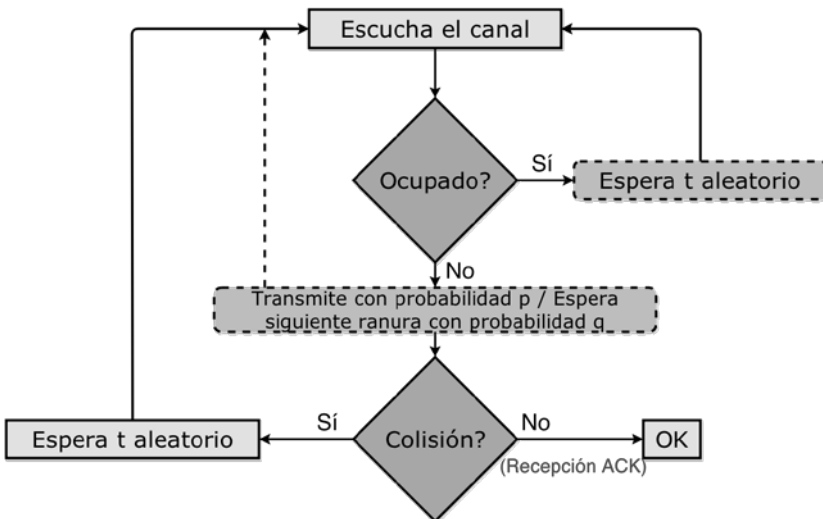 Escucha el canal
Ocupado?
Sí
Espera t aleatorio
No
Transmite con probabilidad p / Espera
siguiente ranura con probabilidad q
Sí
Colisión?
No
Espera t aleatorio
OK
(Recepción ACK)